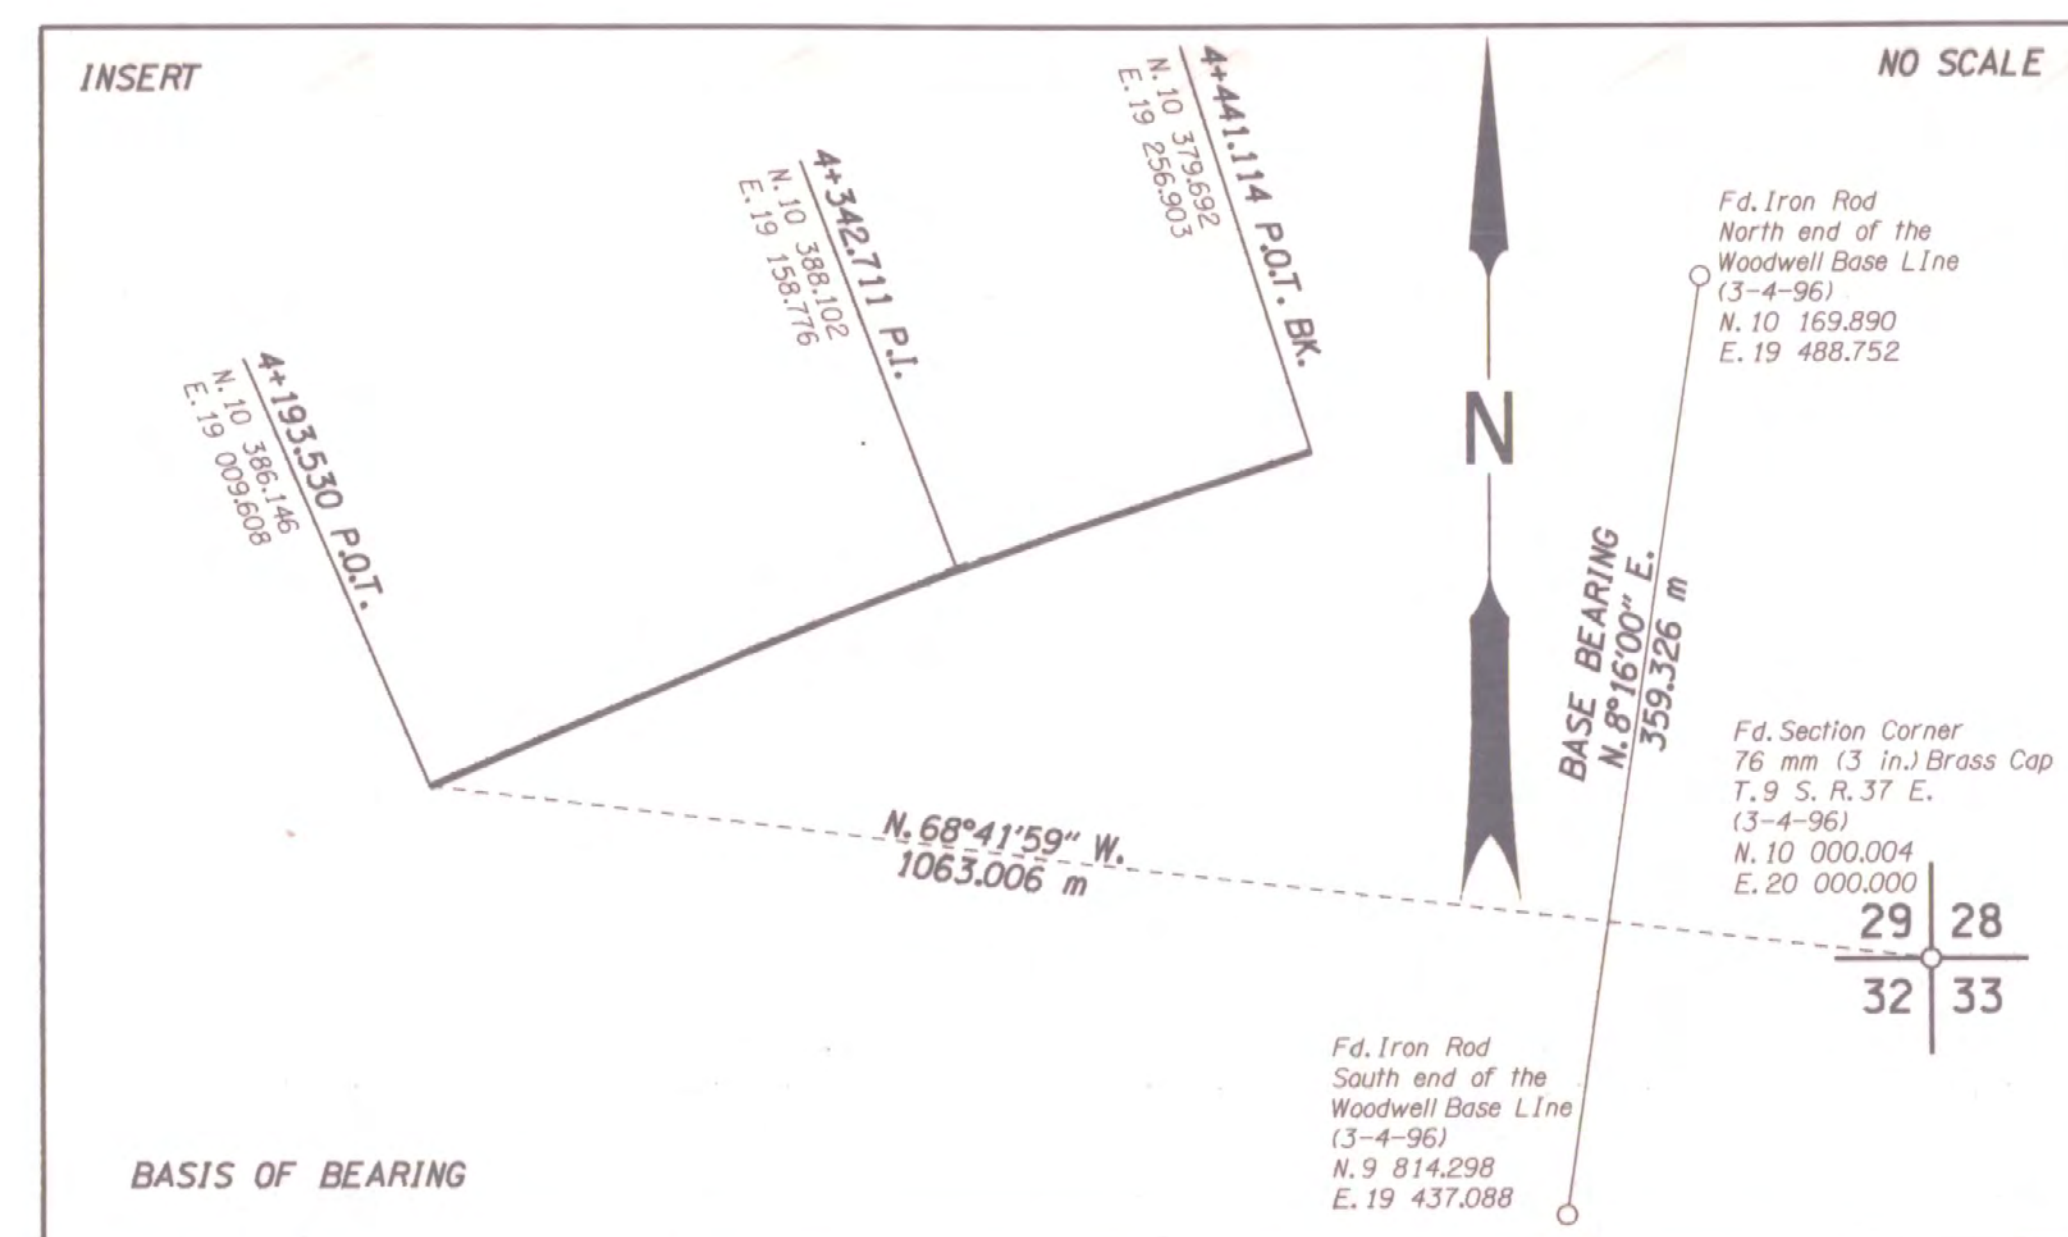 INSERT
NO SCALE
4+193.530 P.O.T.
N. 10 386.146
E. 19 009.608
4+342.711 P.I.
N. 10 388.102
E. 19 158.776
4+441.114 P.O.T. BK.
N. 10 379.692
E. 19 256.903
N
Fd. Iron Rod
North end of the
Woodwell Base LIne
(3-4-96)
N. 10 169.890
E. 19 488.752
BASE BEARING
N. 8°16'00" E.
359.326 m
Fd. Section Corner
76 mm (3 in.) Brass Cap
T. 9 S. R. 37 E.
(3-4-96)
N. 10 000.004
E. 20 000.000
29 28
32 33
N. 68°41'59" W.
1063.006 m
Fd. Iron Rod
South end of the
Woodwell Base LIne
(3-4-96)
N. 9 814.298
E. 19 437.088
BASIS OF BEARING